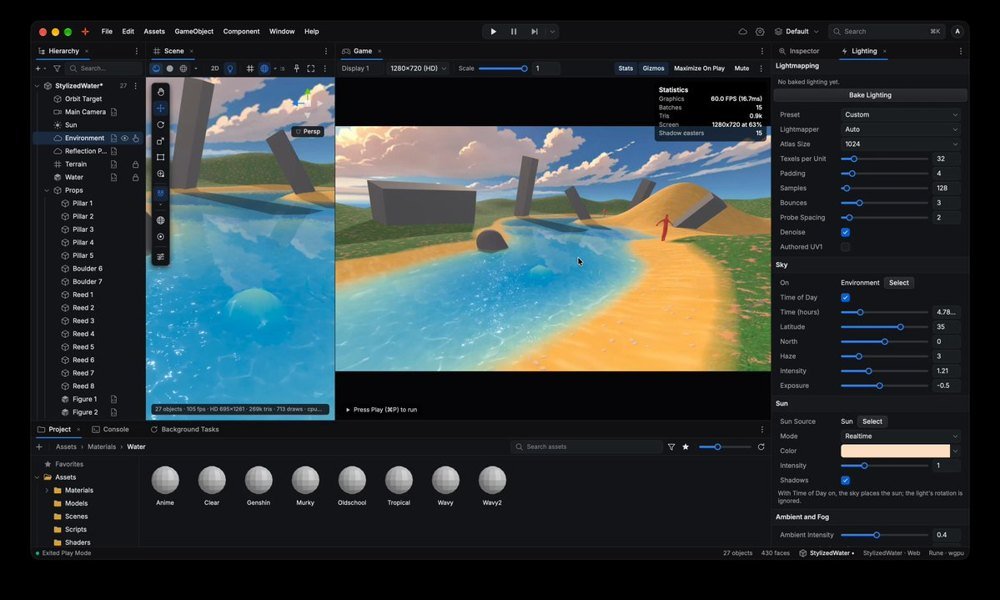 File Edit Assets GameObject Component Window Help
Default
Search ⌘K
A
Hierarchy
Scene
Game
Inspector
Lighting
Search...
2D
Display 1
1280x720 (HD)
Scale
1
Stats
Gizmos
Maximize On Play
Mute
StylizedWater* 27
Orbit Target
Main Camera
Sun
Environment
Reflection P...
Terrain
Water
Props
Pillar 1
Pillar 2
Pillar 3
Pillar 4
Pillar 5
Boulder 6
Boulder 7
Reed 1
Reed 2
Reed 3
Reed 4
Reed 5
Reed 6
Reed 7
Reed 8
Figure 1
Figure 2
Persp
27 objects · 105 fps · HD 695×1261 · 269k tris · 713 draws · cpu...
Statistics
Graphics 60.0 FPS (16.7ms)
Batches 15
Tris 0.9k
Screen 1280x720 at 63%
Shadow casters 15
Press Play (⌘P) to run
Lightmapping
No baked lighting yet.
Bake Lighting
Preset Custom
Lightmapper Auto
Atlas Size 1024
Texels per Unit 32
Padding 4
Samples 128
Bounces 3
Probe Spacing 2
Denoise
Authored UV1
Sky
On Environment Select
Time of Day
Time (hours) 4.78...
Latitude 35
North 0
Haze 3
Intensity 1.21
Exposure -0.5
Sun
Sun Source Sun Select
Mode Realtime
Color
Intensity 1
Shadows
With Time of Day on, the sky places the sun; the light's rotation is
ignored.
Ambient and Fog
Ambient Intensity 0.4
Project
Console
Background Tasks
Assets › Materials › Water
Search assets
Favorites
Assets
Materials
Models
Scenes
Scripts
Shaders
Anime
Clear
Genshin
Murky
Oldschool
Tropical
Wavy
Wavy2
Exited Play Mode
27 objects 430 faces
StylizedWater •
StylizedWater · Web
Rune · wgpu